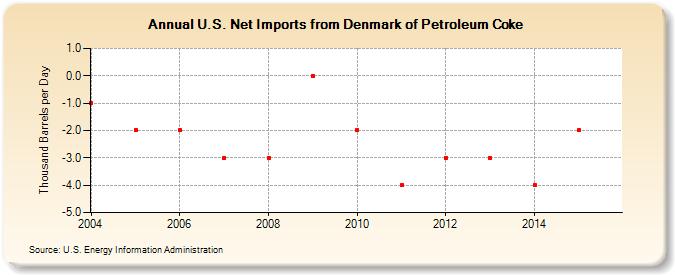 Annual U.S. Net Imports from Denmark of Petroleum Coke
Thousand Barrels per Day
1.0
0.0
-1.0
-2.0
-3.0
-4.0
-5.0
2004 2006 2008 2010 2012 2014
Source: U.S. Energy Information Administration